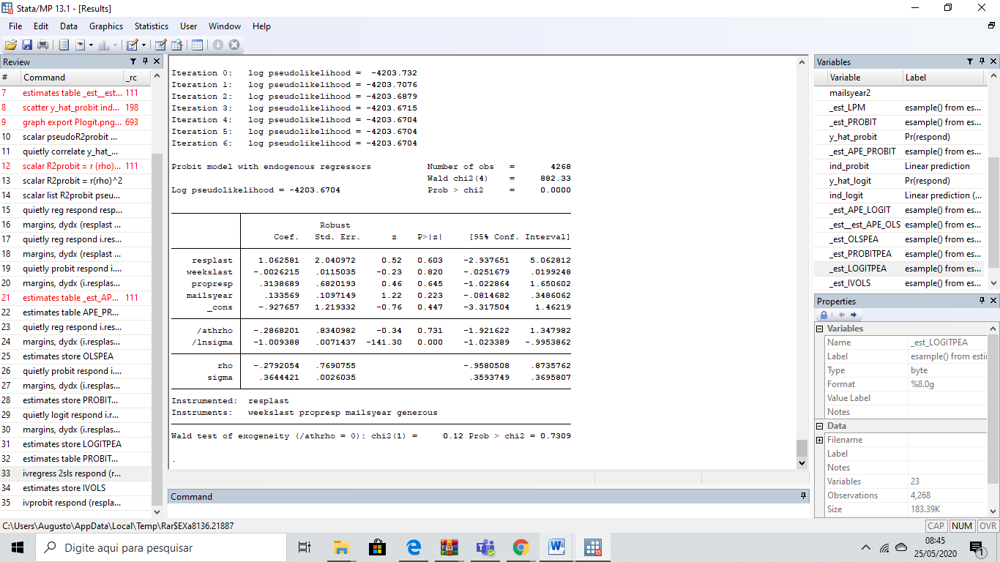 Stata/MP 13.1 - [Results]
File Edit Data Graphics Statistics User Window Help
Review
# Command _rc
7 estimates table _est__est... 111
8 scatter y_hat_probit ind... 198
9 graph export Plogit.png... 693
10 scalar pseudoR2probit ...
11 quietly correlate y_hat_...
12 scalar R2probit = r (rho)... 111
13 scalar R2probit = r(rho)^2
14 scalar list R2probit pseu...
15 quietly reg respond resp...
16 margins, dydx (resplast ...
17 quietly reg respond i.res...
18 margins, dydx (resplast ...
19 quietly probit respond i....
20 margins, dydx (i.resplas...
21 estimates table _est_AP... 111
22 estimates table APE_PR...
23 quietly reg respond i.res...
24 margins, dydx (i.resplas...
25 estimates store OLSPEA
26 quietly probit respond i....
27 margins, dydx (i.resplas...
28 estimates store PROBIT...
29 quietly logit respond i.r...
30 margins, dydx (i.resplas...
31 estimates store LOGITPEA
32 estimates table PROBIT...
33 ivregress 2sls respond (r...
34 estimates store IVOLS
35 ivprobit respond (respla...
Iteration 0: log pseudolikelihood = -4203.732
Iteration 1: log pseudolikelihood = -4203.7076
Iteration 2: log pseudolikelihood = -4203.6879
Iteration 3: log pseudolikelihood = -4203.6715
Iteration 4: log pseudolikelihood = -4203.6704
Iteration 5: log pseudolikelihood = -4203.6704
Iteration 6: log pseudolikelihood = -4203.6704
Probit model with endogenous regressors Number of obs = 4268
Wald chi2(4) = 882.33
Log pseudolikelihood = -4203.6704 Prob > chi2 = 0.0000
Robust
Coef. Std. Err. z P>|z| [95% Conf. Interval]
resplast 1.062581 2.040972 0.52 0.603 -2.937651 5.062812
weekslast -.0026215 .0115035 -0.23 0.820 -.0251679 .0199248
propresp .3138689 .6820193 0.46 0.645 -1.022864 1.650602
mailsyear .133569 .1097149 1.22 0.223 -.0814682 .3486062
_cons -.927657 1.219332 -0.76 0.447 -3.317504 1.46219
/athrho -.2868201 .8340982 -0.34 0.731 -1.921622 1.347982
/lnsigma -1.009388 .0071437 -141.30 0.000 -1.023389 -.9953862
rho -.2792054 .7690755 -.9580508 .8735762
sigma .3644421 .0026035 .3593749 .3695807
Instrumented: resplast
Instruments: weekslast propresp mailsyear generous
Wald test of exogeneity (/athrho = 0): chi2(1) = 0.12 Prob > chi2 = 0.7309
.
Command
Variables
Variable Label
mailsyear2
_est_LPM esample() from es...
_est_PROBIT esample() from es...
y_hat_probit Pr(respond)
_est_APE_PROBIT esample() from es...
ind_probit Linear prediction
y_hat_logit Pr(respond)
ind_logit Linear prediction (...
_est_APE_LOGIT esample() from es...
_est__est_APE_OLS esample() from es...
_est_OLSPEA esample() from es...
_est_PROBITPEA esample() from es...
_est_LOGITPEA esample() from es...
_est_IVOLS esample() from es...
Properties
Variables
Name _est_LOGITPEA
Label esample() from esti
Type byte
Format %8.0g
Value Label
Notes
Data
Filename
Label
Notes
Variables 23
Observations 4,268
Size 183.39K
C:\Users\Augusto\AppData\Local\Temp\Rar$EXa8136.21887
CAP NUM OVR
Digite aqui para pesquisar
08:45
25/05/2020